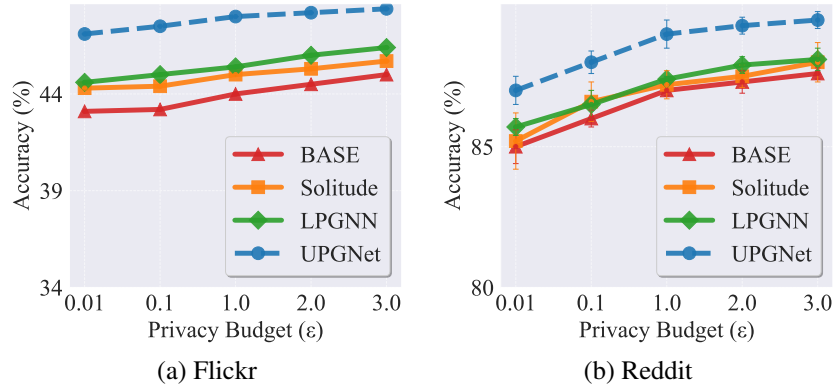 Accuracy (%)
44
39
34
BASE
Solitude
LPGNN
UPGNet
0.01 0.1 1.0 2.0 3.0
Privacy Budget (ε)
(a) Flickr
Accuracy (%)
85
80
BASE
Solitude
LPGNN
UPGNet
0.01 0.1 1.0 2.0 3.0
Privacy Budget (ε)
(b) Reddit